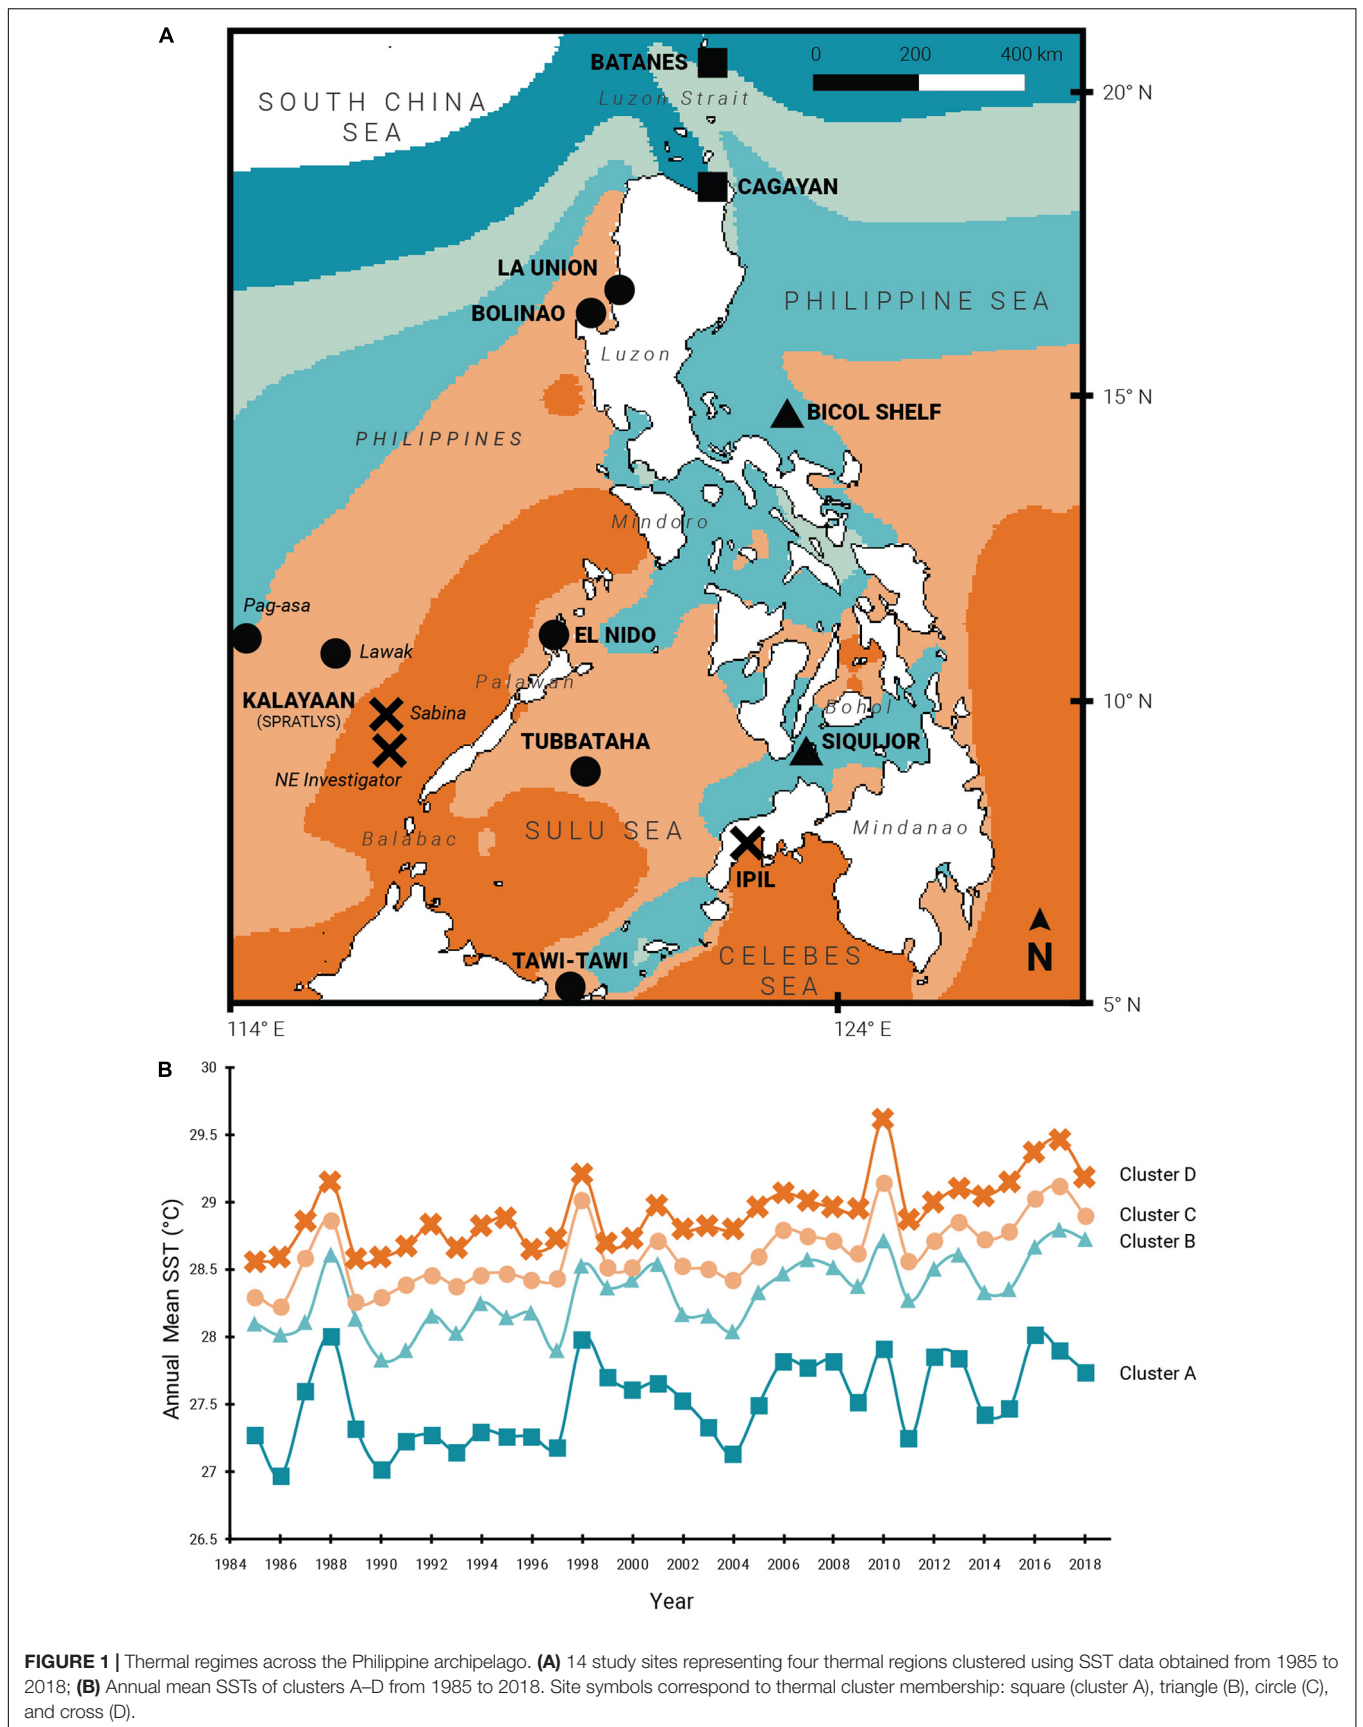 A
BATANES
0 200 400 km
SOUTH CHINA
SEA
Luzon Strait
20° N
CAGAYAN
LA UNION
BOLINAO
PHILIPPINE SEA
Luzon
15° N
BICOL SHELF
PHILIPPINES
Mindoro
Pag-asa
EL NIDO
Lawak
Palawan
KALAYAAN
(SPRATLYS)
10° N
Bohol
Sabina
TUBBATAHA
SIQUIJOR
NE Investigator
SULU SEA
Mindanao
Balabac
IPIL
N
CELEBES
SEA
TAWI-TAWI
5° N
114° E
124° E
B
30
29.5
29
28.5
28
27.5
27
26.5
Annual Mean SST (°C)
Cluster D
Cluster C
Cluster B
Cluster A
1984 1986 1988 1990 1992 1994 1996 1998 2000 2002 2004 2006 2008 2010 2012 2014 2016 2018
Year
FIGURE 1 | Thermal regimes across the Philippine archipelago. (A) 14 study sites representing four thermal regions clustered using SST data obtained from 1985 to
2018; (B) Annual mean SSTs of clusters A–D from 1985 to 2018. Site symbols correspond to thermal cluster membership: square (cluster A), triangle (B), circle (C),
and cross (D).